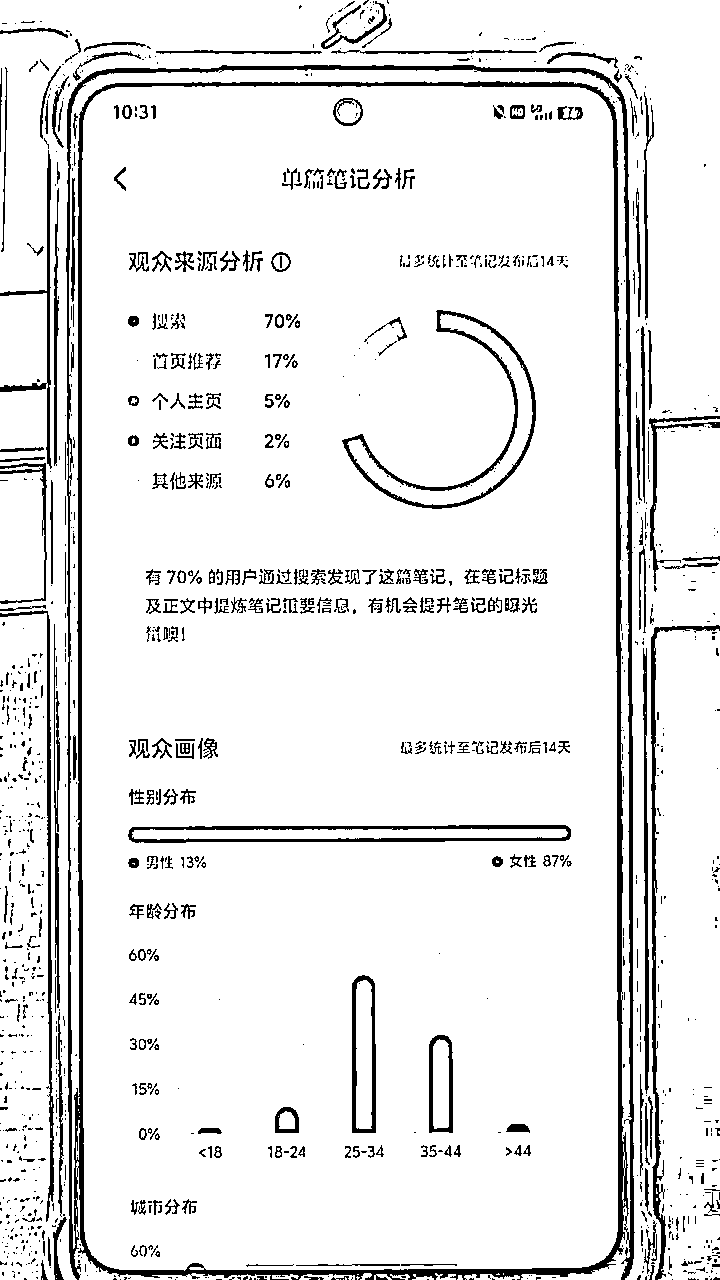 10:31
单篇笔记分析
观众来源分析
最多统计至笔记发布后14天
搜索 70%
首页推荐 17%
个人主页 5%
关注页面 2%
其他来源 6%
有 70% 的用户通过搜索发现了这篇笔记，在笔记标题
及正文中提炼笔记重要信息，有机会提升笔记的曝光
量噢！
观众画像
最多统计至笔记发布后14天
性别分布
男性 13%
女性 87%
年龄分布
60%
45%
30%
15%
0%
<18 18-24 25-34 35-44 >44
城市分布
60%